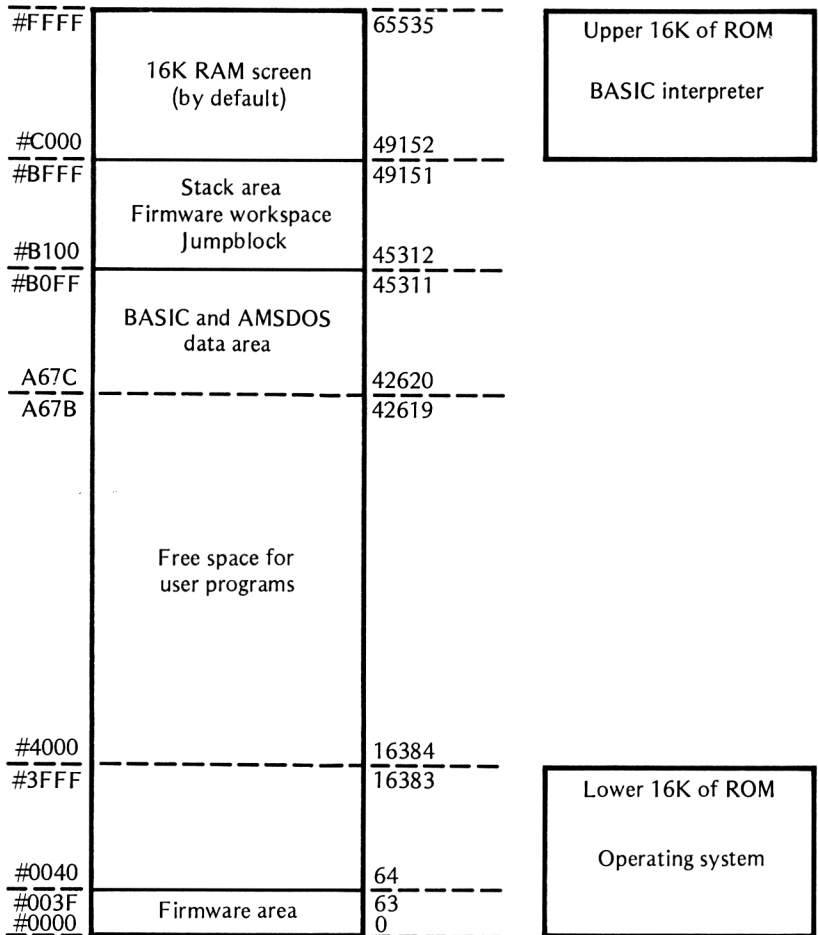 #FFFF 65535 Upper 16K of ROM
16K RAM screen
(by default)
BASIC interpreter
#C000 49152
#BFFF 49151
Stack area
Firmware workspace
Jumpblock
#B100 45312
#B0FF 45311
BASIC and AMSDOS
data area
A67C 42620
A67B 42619
Free space for
user programs
#4000 16384
#3FFF 16383 Lower 16K of ROM
Operating system
#0040 64
#003F 63
Firmware area
#0000 0